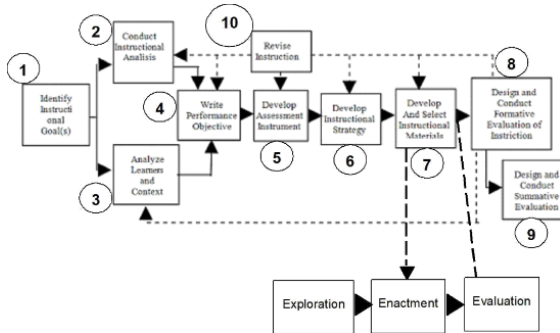 1
Identify
Instructi
onal
Goal(s)
2
Conduct
Instructional
Analisis
3
Analyze
Learners
and
Context
4
Write
Performance
Objective
10
Revise
Instruction
Develop
Assessment
Instrument
5
Develop
Instructional
Strategy
6
Develop
And Select
Instructional
Materials
7
8
Design and
Conduct
Formative
Evaluation of
Instriction
Design and
Conduct
Summative
Evaluation
9
Exploration
Enactment
Evaluation